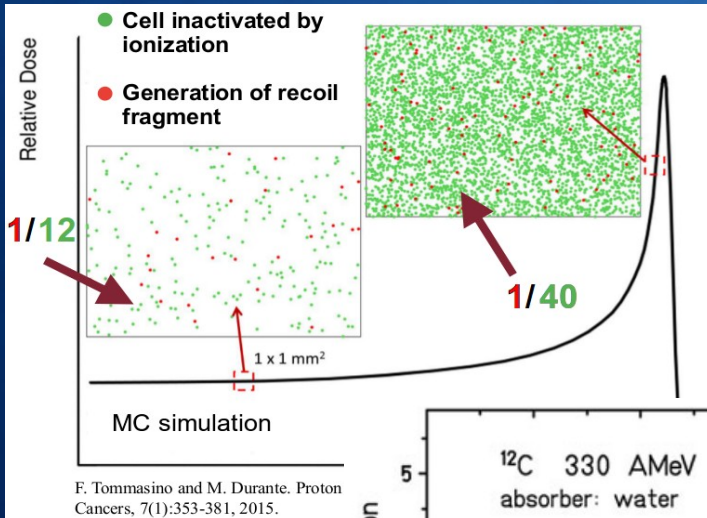 Relative Dose
Cell inactivated by
ionization
Generation of recoil
fragment
1/12
1/40
1 x 1 mm²
MC simulation
F. Tommasino and M. Durante. Proton
Cancers, 7(1):353-381, 2015.
5
on
¹²C 330 AMeV
absorber: water